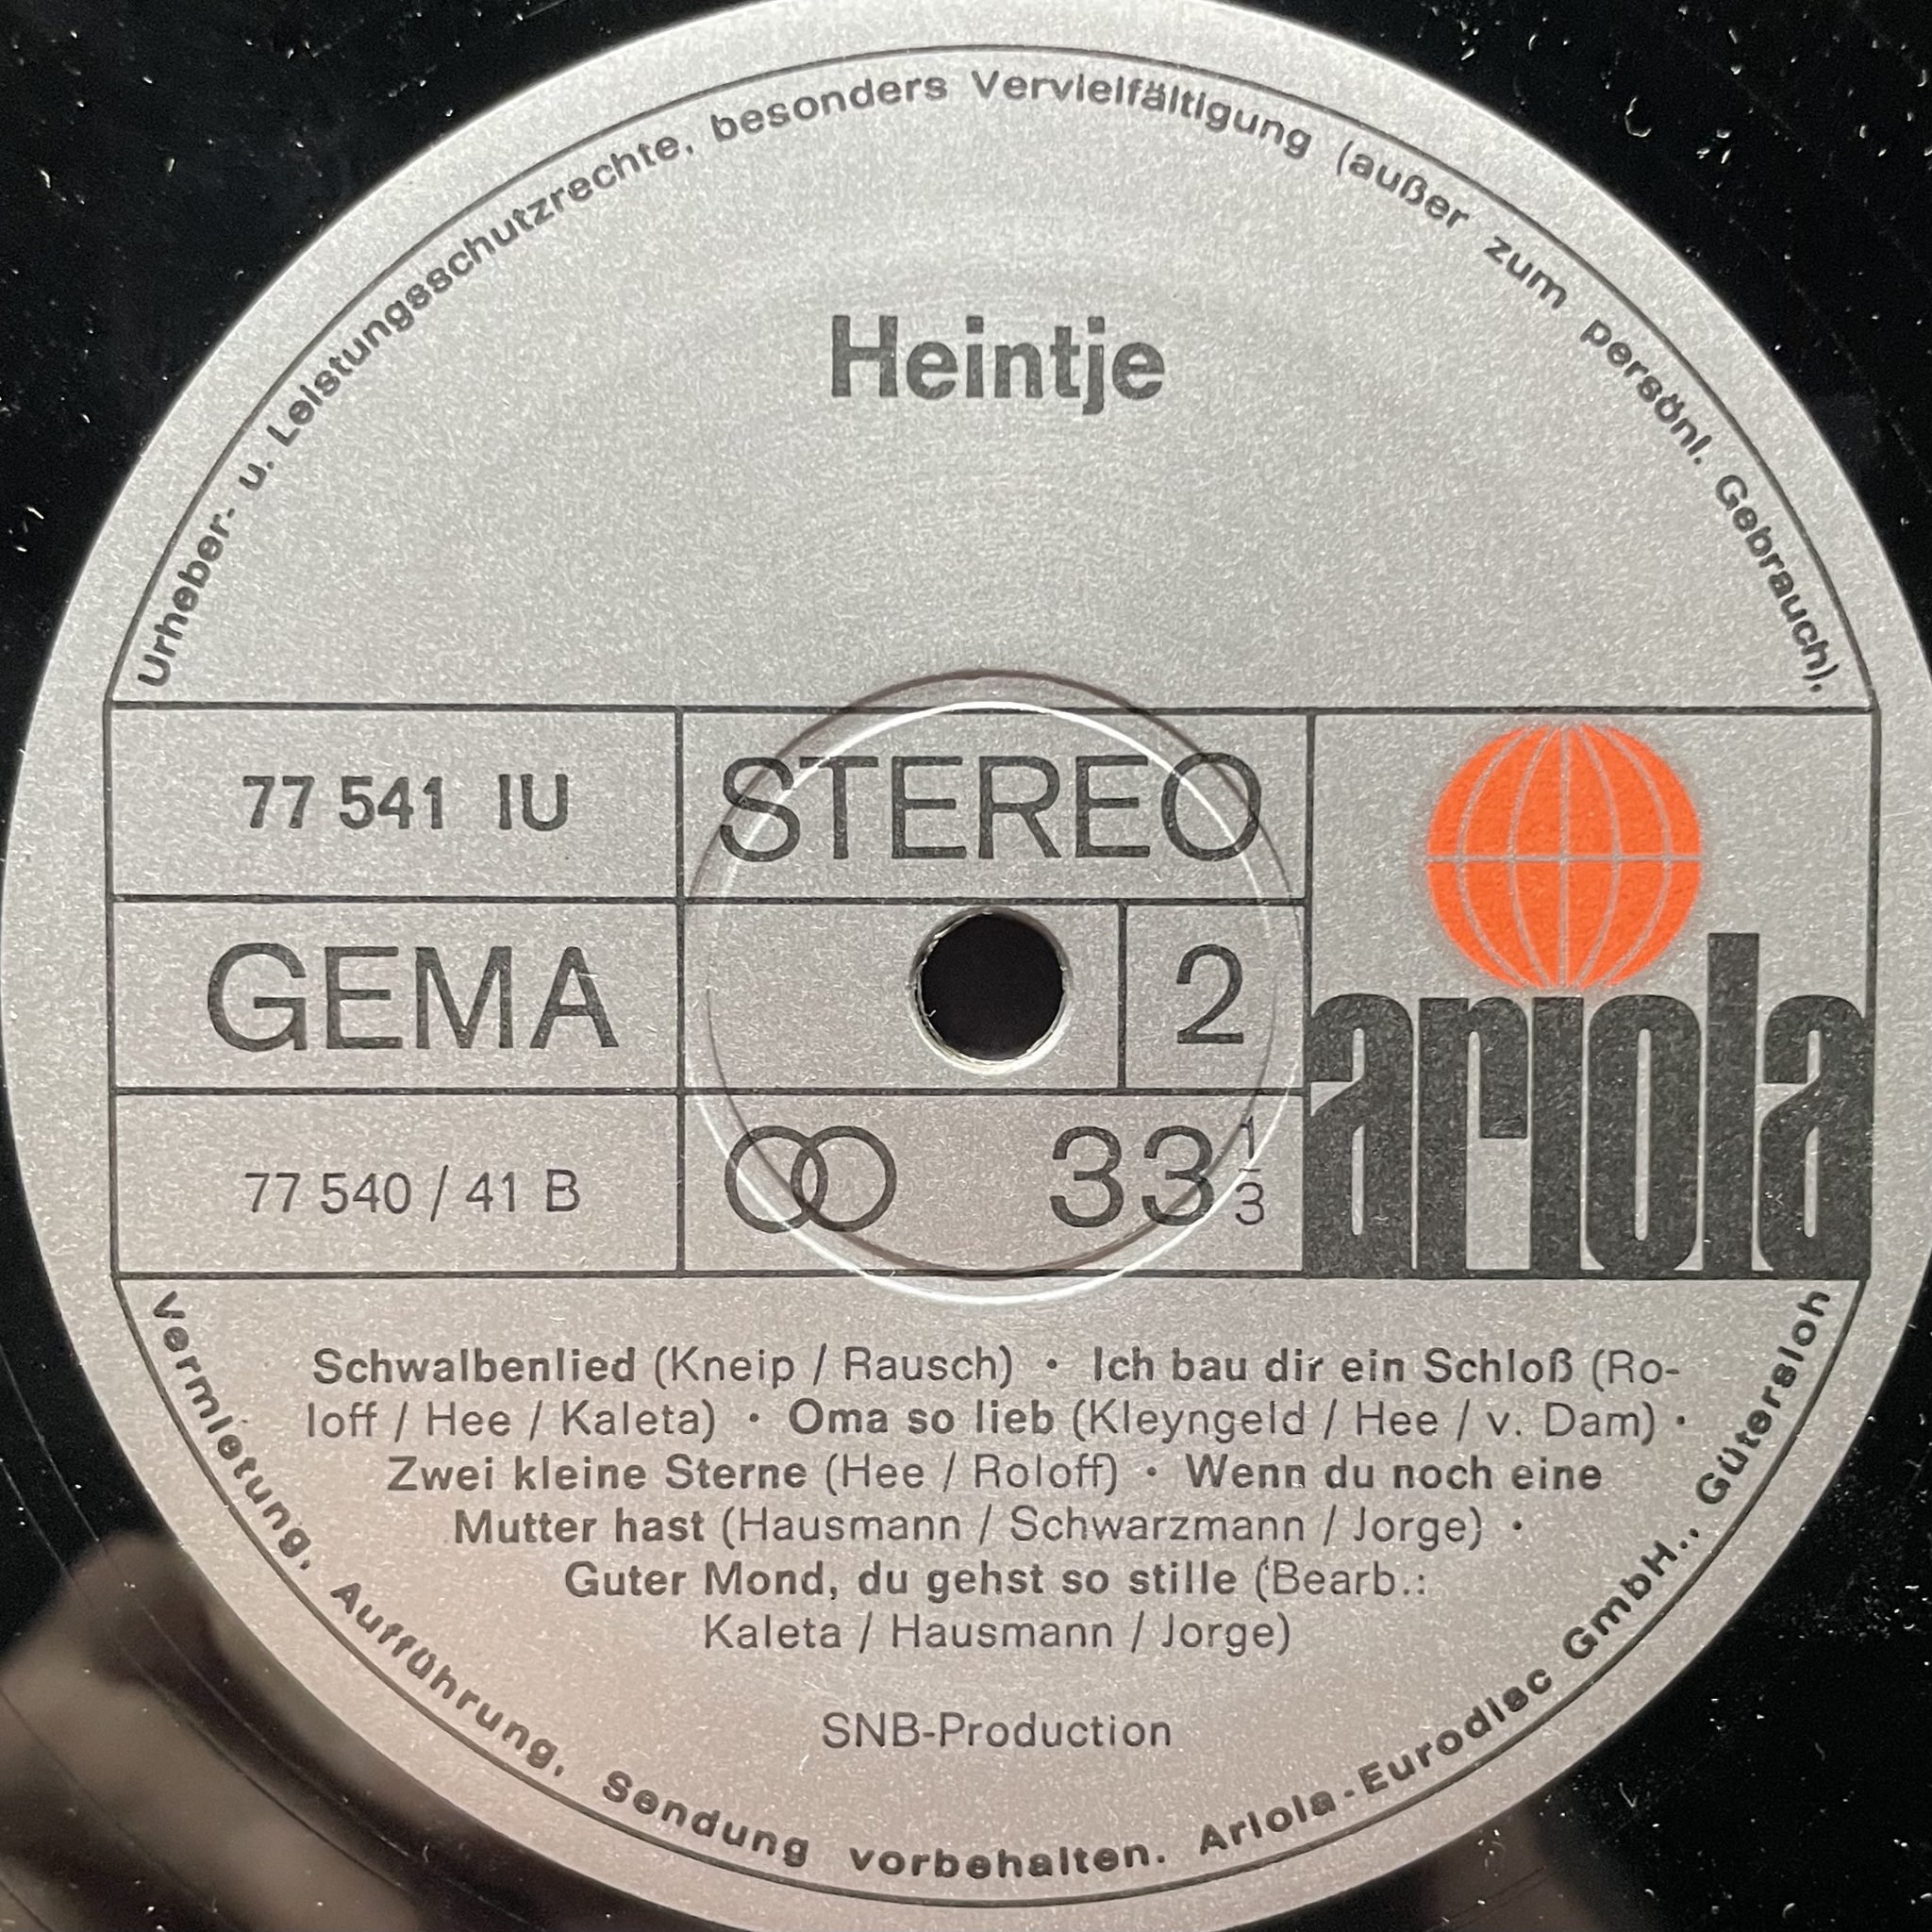 Urheber- u. Leistungsschutzrechte, besonders Vervielfältigung (außer zum persönl. Gebrauch),
Heintje
77 541 IU
STEREO
GEMA
2
ariola
77 540 / 41 B
33 1/3
Schwalbenlied (Kneip / Rausch) • Ich bau dir ein Schloß (Ro-
loff / Hee / Kaleta) • Oma so lieb (Kleyngeld / Hee / v. Dam) •
Zwei kleine Sterne (Hee / Roloff) • Wenn du noch eine
Mutter hast (Hausmann / Schwarzmann / Jorge) •
Guter Mond, du gehst so stille (Bearb.:
Kaleta / Hausmann / Jorge)
SNB-Production
Vermietung, Aufführung, Sendung vorbehalten. Ariola-Eurodisc GmbH., Gütersloh